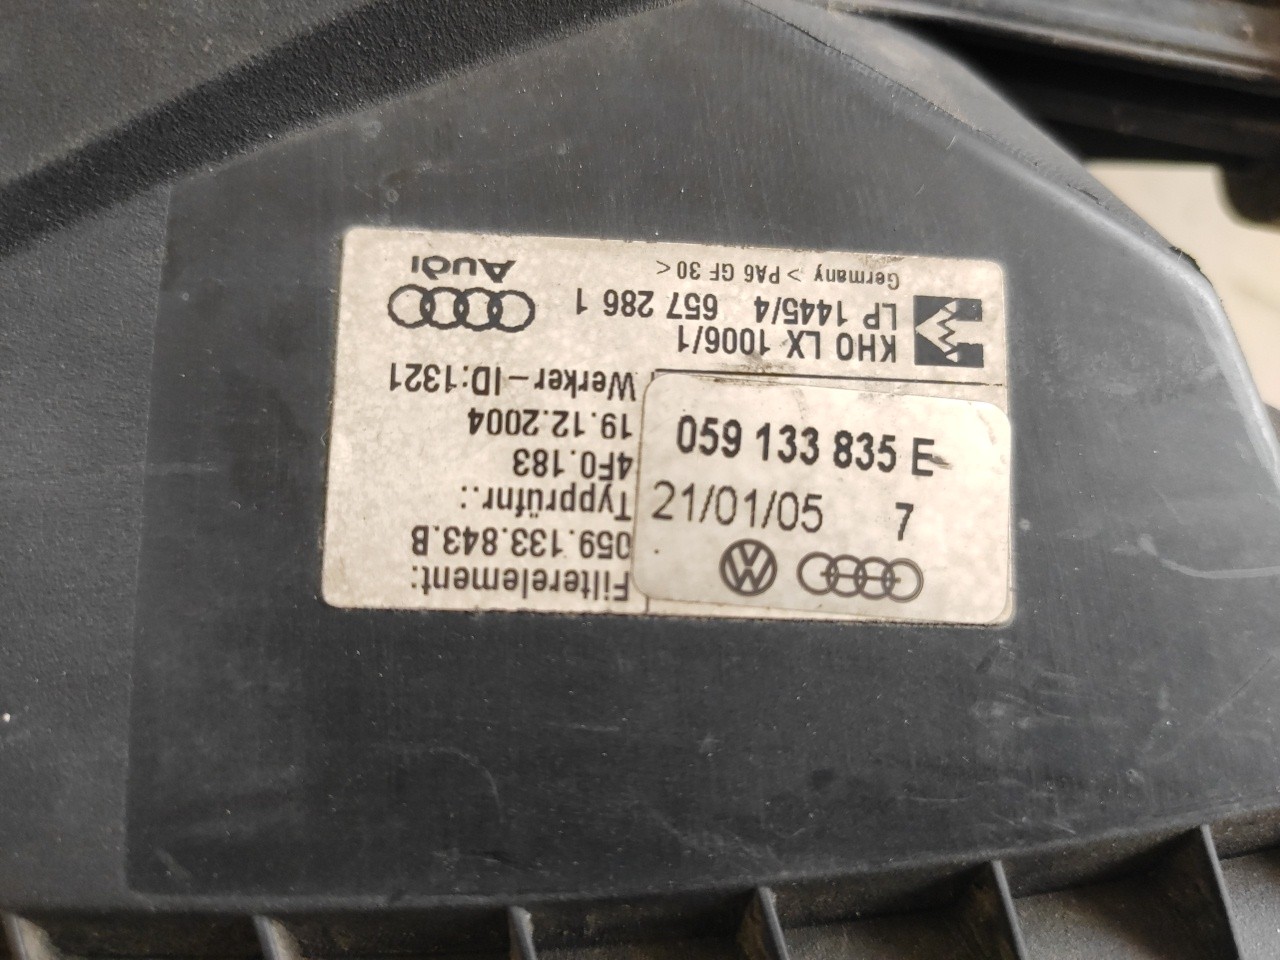 Audi
Germany > PA6 GF 30 <
KHO LX 1006/1
LP 1445/4 657 286 1
Filterelement:
059.133.843.B
Typprüfnr.:
4F0.183
19.12.2004
Werker-ID:1321
059 133 835 E
21/01/05 7
VW